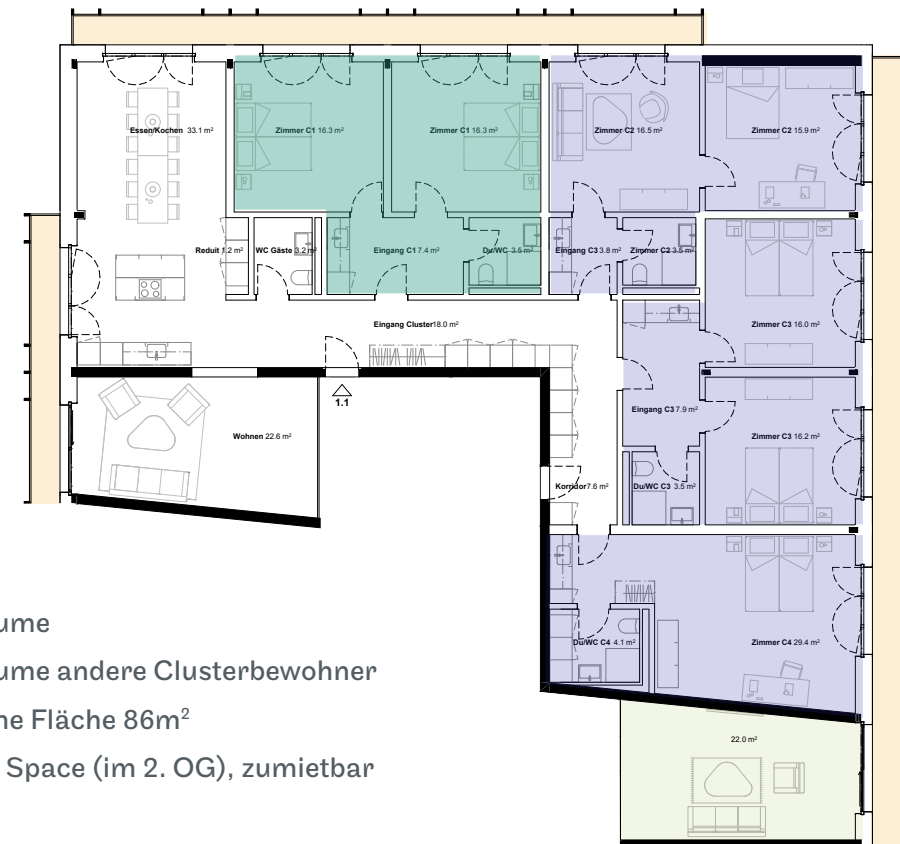 Essen/Kochen 33.1 m²
Zimmer C1 16.3 m²
Zimmer C1 16.3 m²
Zimmer C2 16.5 m²
Zimmer C2 15.9 m²
Reduit 1.2 m²
WC Gäste 3.2 m²
Eingang C1 7.4 m²
Du/WC 3.5 m²
Eingang C3 3.8 m²
Zimmer C2 3.5 m²
Eingang Cluster18.0 m²
Zimmer C3 16.0 m²
1.1
Eingang C3 7.9 m²
Wohnen 22.6 m²
Zimmer C3 16.2 m²
Korridor7.6 m²
Du/WC C3 3.5 m²
ume
ume andere Clusterbewohner
ne Fläche 86m²
Space (im 2. OG), zumietbar
Du/WC C4 4.1 m²
Zimmer C4 29.4 m²
22.0 m²